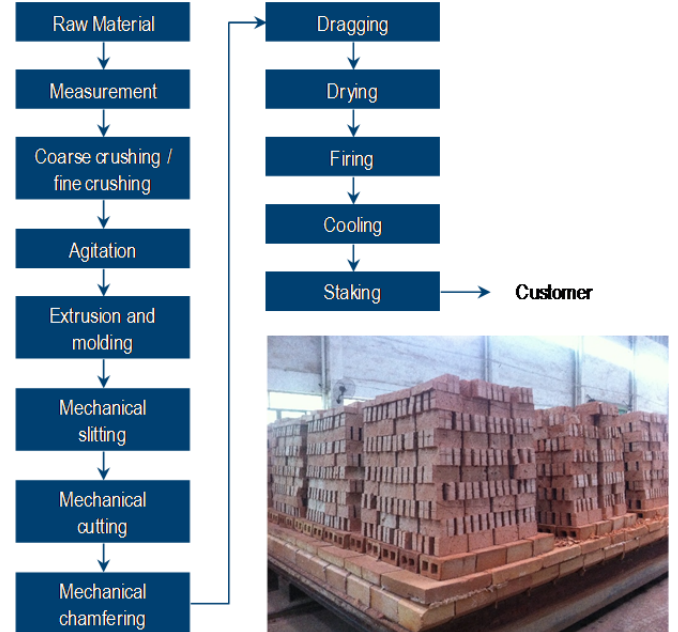 Raw Material
Measurement
Coarse crushing /
fine crushing
Agitation
Extrusion and
molding
Mechanical
slitting
Mechanical
cutting
Mechanical
chamfering
Dragging
Drying
Firing
Cooling
Staking
Customer